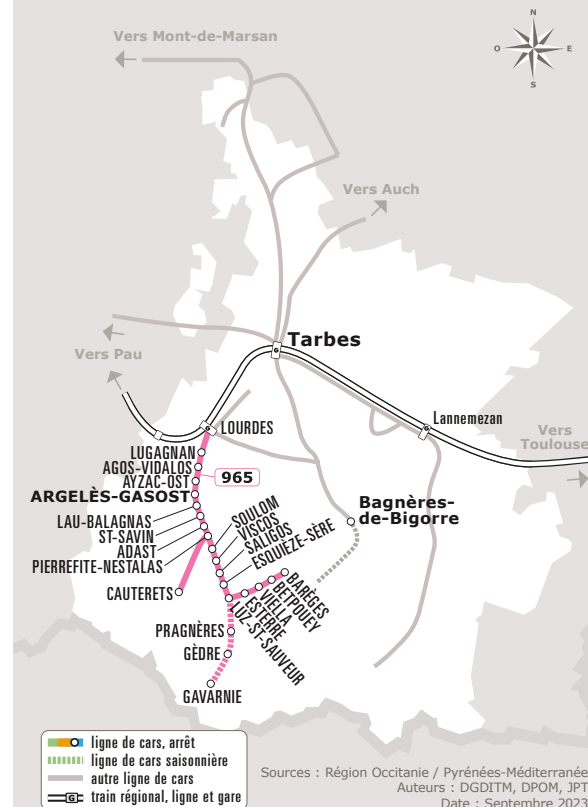 Vers Mont-de-Marsan
N
O
E
S
Vers Auch
Tarbes
G
Vers Pau
Lannemezan
G
LOURDES
G
Vers
Toulouse
LUGAGNAN
AGOS-VIDALOS
965
AYZAC-OST
ARGELÈS-GASOST
Bagnères-
de-Bigorre
LAU-BALAGNAS
ST-SAVIN
ADAST
PIERREFITE-NESTALAS
SOULOM
VISCOS
SALIGOS
ESQUIÈZE-SÈRE
CAUTERETS
BARÈGES
BETPOUEY
VIELLA
ESTERRE
LUZ-ST-SAUVEUR
PRAGNÈRES
GÈDRE
GAVARNIE
ligne de cars, arrêt
ligne de cars saisonnière
autre ligne de cars
G
train régional, ligne et gare
Sources : Région Occitanie / Pyrénées-Méditerranée
Auteurs : DGDITM, DPOM, JPT
Date : Septembre 2023